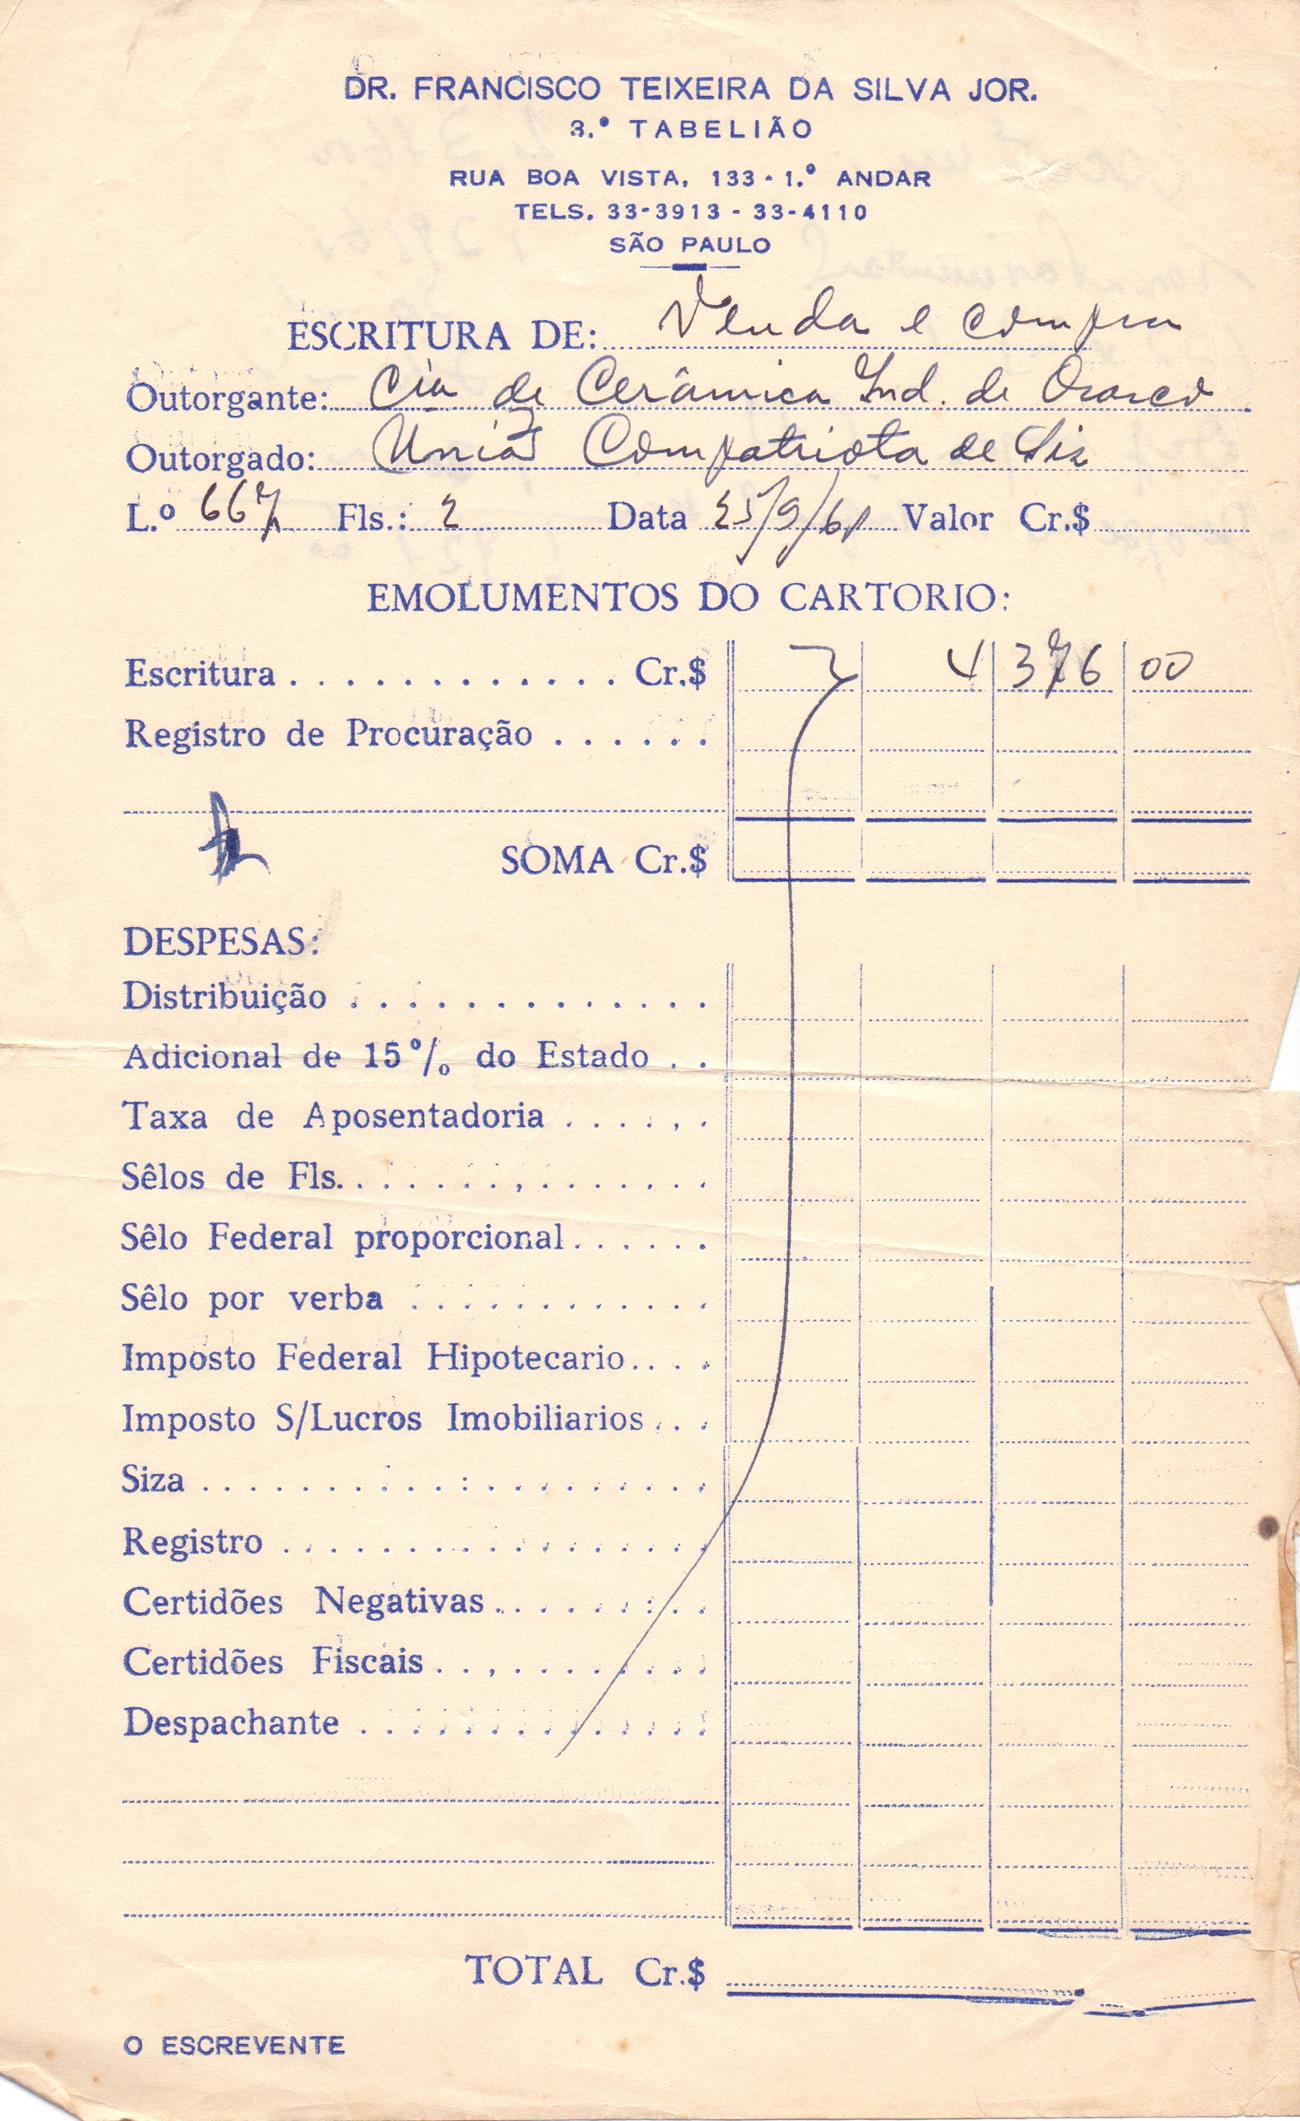 DR. FRANCISCO TEIXEIRA DA SILVA JOR.
3.º TABELIÃO
RUA BOA VISTA, 133 - 1.º ANDAR
TELS. 33-3913 - 33-4110
SÃO PAULO
ESCRITURA DE: Venda e compra
Outorgante: Cia de Cerâmica Ind. de Osasco
Outorgado: União Compatriota de
L.º 667 Fls.: 2 Data 25/9/61 Valor Cr.$
EMOLUMENTOS DO CARTORIO:
Escritura . . . . . . . . . . . . . Cr.$ 4 376 00
Registro de Procuração . . . . . .
SOMA Cr.$
DESPESAS:
Distribuição . . . . . . . . . . . . .
Adicional de 15% do Estado . .
Taxa de Aposentadoria . . . . . .
Sêlos de Fls. . . . . . . . . . . . . .
Sêlo Federal proporcional . . . . . .
Sêlo por verba . . . . . . . . . . . .
Imposto Federal Hipotecario . . . .
Imposto S/Lucros Imobiliarios . . .
Siza . . . . . . . . . . . . . . . . . . . .
Registro . . . . . . . . . . . . . . . . .
Certidões Negativas . . . . . . . . .
Certidões Fiscais . . . . . . . . . . .
Despachante . . . . . . . . . . . . . .
TOTAL Cr.$
O ESCREVENTE